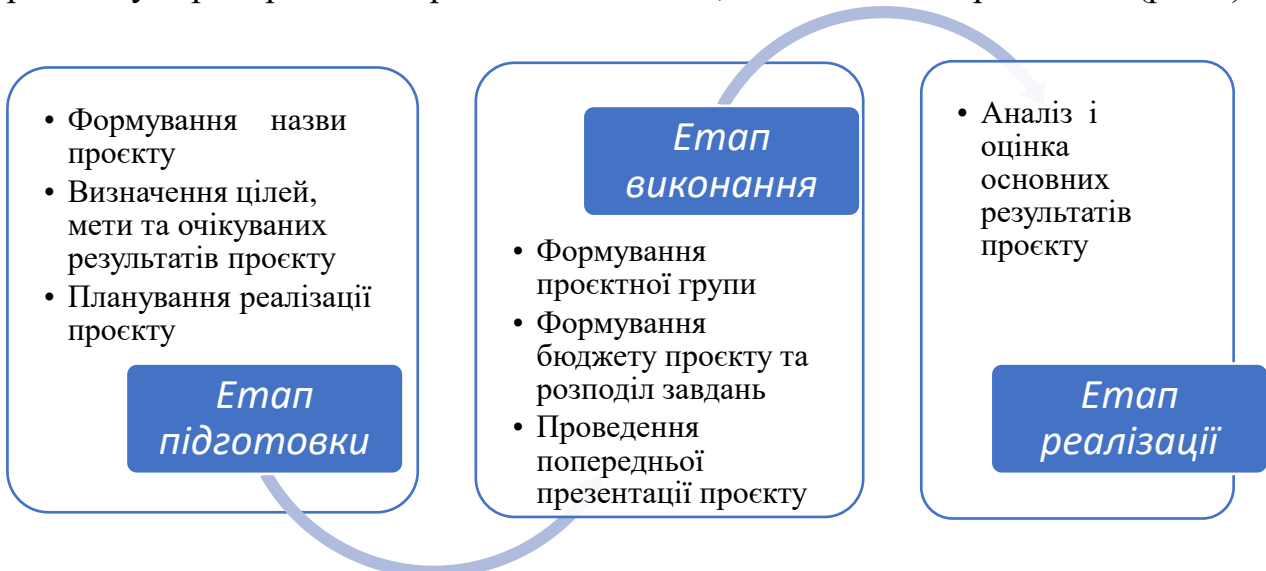 • Формування назви
проєкту
• Визначення цілей,
мети та очікуваних
результатів проєкту
• Планування реалізації
проєкту
Етап
підготовки
Етап
виконання
• Формування
проєктної групи
• Формування
бюджету проєкту та
розподіл завдань
• Проведення
попередньої
презентації проєкту
• Аналіз і
оцінка
основних
результатів
проєкту
Етап
реалізації